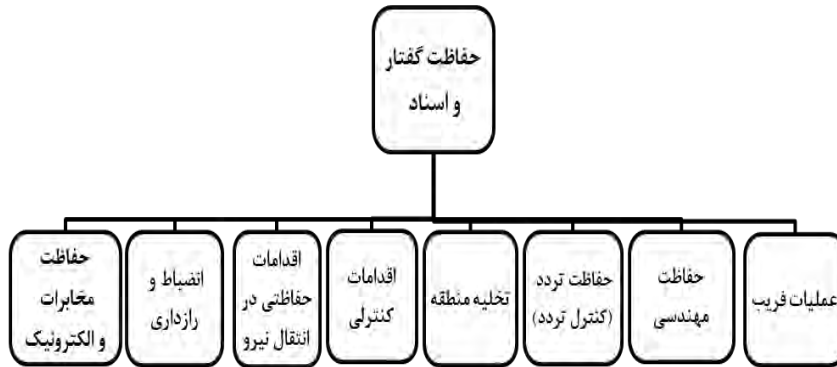 حفاظت گفتار
و اسناد
عملیات فریب
حفاظت
مهندسی
حفاظت تردد
(کنترل تردد)
تخلیه منطقه
اقدامات
کنترلی
اقدامات
حفاظتی در
انتقال نیرو
انضباط و
رازداری
حفاظت
مخابرات
و الکترونیک